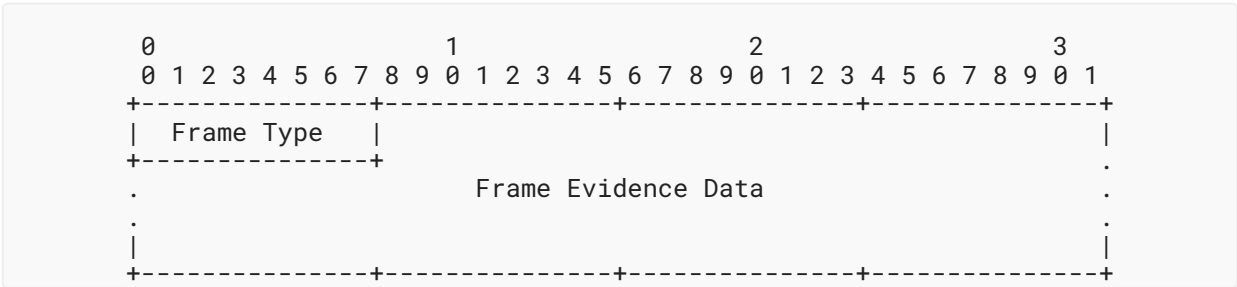 0                   1                   2                   3
 0 1 2 3 4 5 6 7 8 9 0 1 2 3 4 5 6 7 8 9 0 1 2 3 4 5 6 7 8 9 0 1
+---------------+---------------+---------------+---------------+
|  Frame Type   |                                               |
+---------------+                                               .
.                      Frame Evidence Data                      .
.                                                               .
|                                                               |
+---------------+---------------+---------------+---------------+